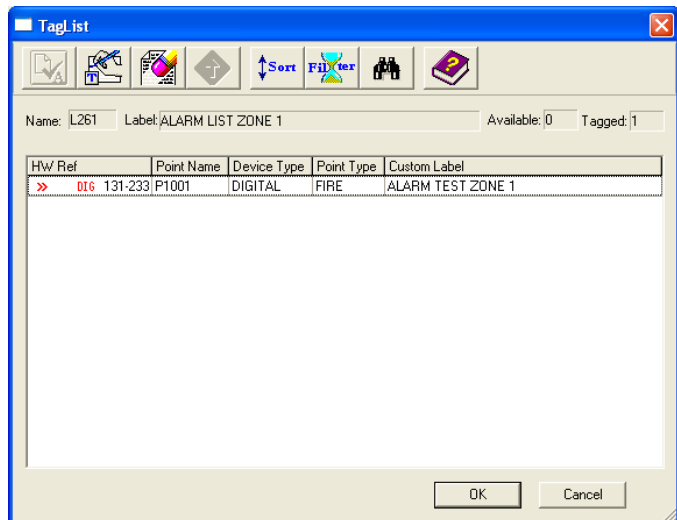 TagList
Sort Filter
Name: L261 Label: ALARM LIST ZONE 1 Available: 0 Tagged: 1
HW Ref Point Name Device Type Point Type Custom Label
» DIG 131-233 P1001 DIGITAL FIRE ALARM TEST ZONE 1
OK Cancel